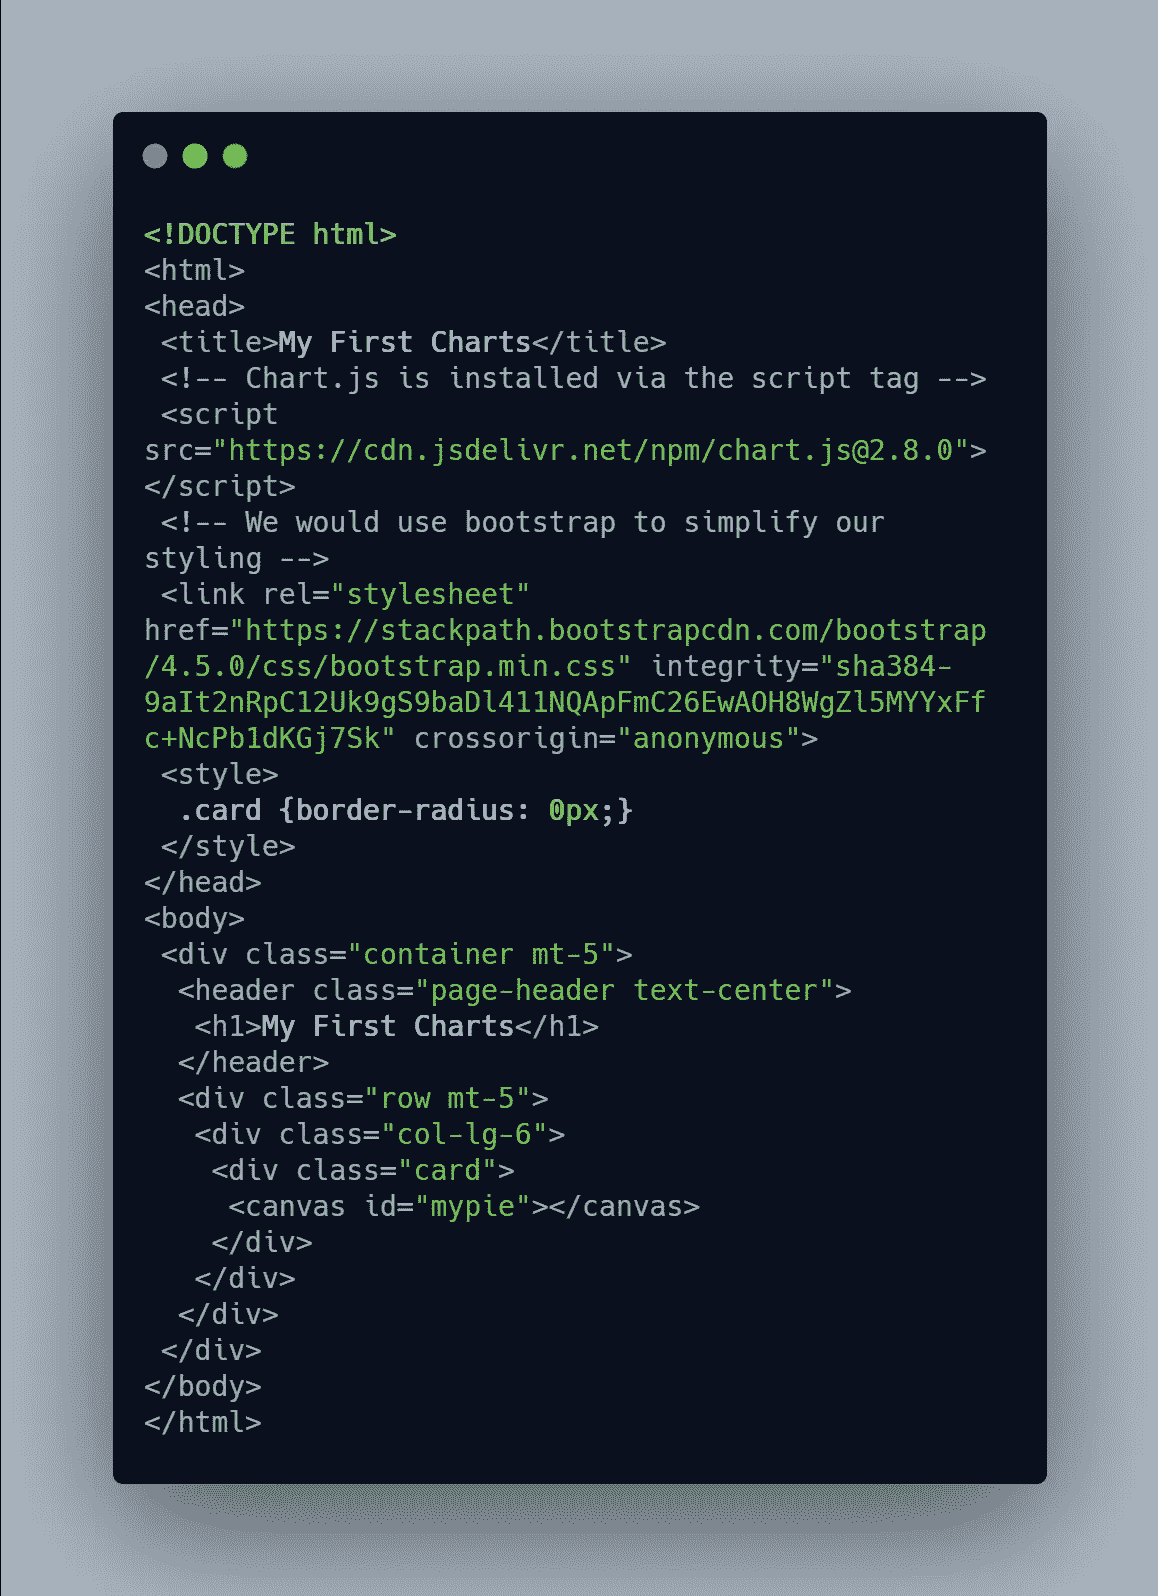 <!DOCTYPE html>
<html>
<head>
 <title>My First Charts</title>
 <!-- Chart.js is installed via the script tag -->
 <script
src="https://cdn.jsdelivr.net/npm/chart.js@2.8.0">
</script>
 <!-- We would use bootstrap to simplify our
styling -->
 <link rel="stylesheet"
href="https://stackpath.bootstrapcdn.com/bootstrap
/4.5.0/css/bootstrap.min.css" integrity="sha384-
9aIt2nRpC12Uk9gS9baDl411NQApFmC26EwAOH8WgZl5MYYxFf
c+NcPb1dKGj7Sk" crossorigin="anonymous">
 <style>
  .card {border-radius: 0px;}
 </style>
</head>
<body>
 <div class="container mt-5">
  <header class="page-header text-center">
   <h1>My First Charts</h1>
  </header>
  <div class="row mt-5">
   <div class="col-lg-6">
    <div class="card">
     <canvas id="mypie"></canvas>
    </div>
   </div>
  </div>
 </div>
</body>
</html>